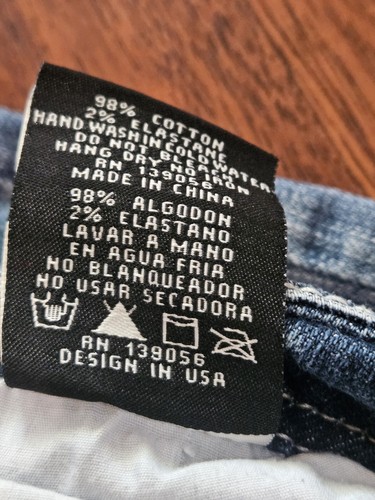 98% COTTON
2% ELASTANE
HAND WASH IN COLD WATER
DO NOT BLEACH
HANG DRY NO IRON
RN 139056
MADE IN CHINA
98% ALGODON
2% ELASTANO
LAVAR A MANO
EN AGUA FRIA
NO BLANQUEADOR
NO USAR SECADORA
RN 139056
DESIGN IN USA